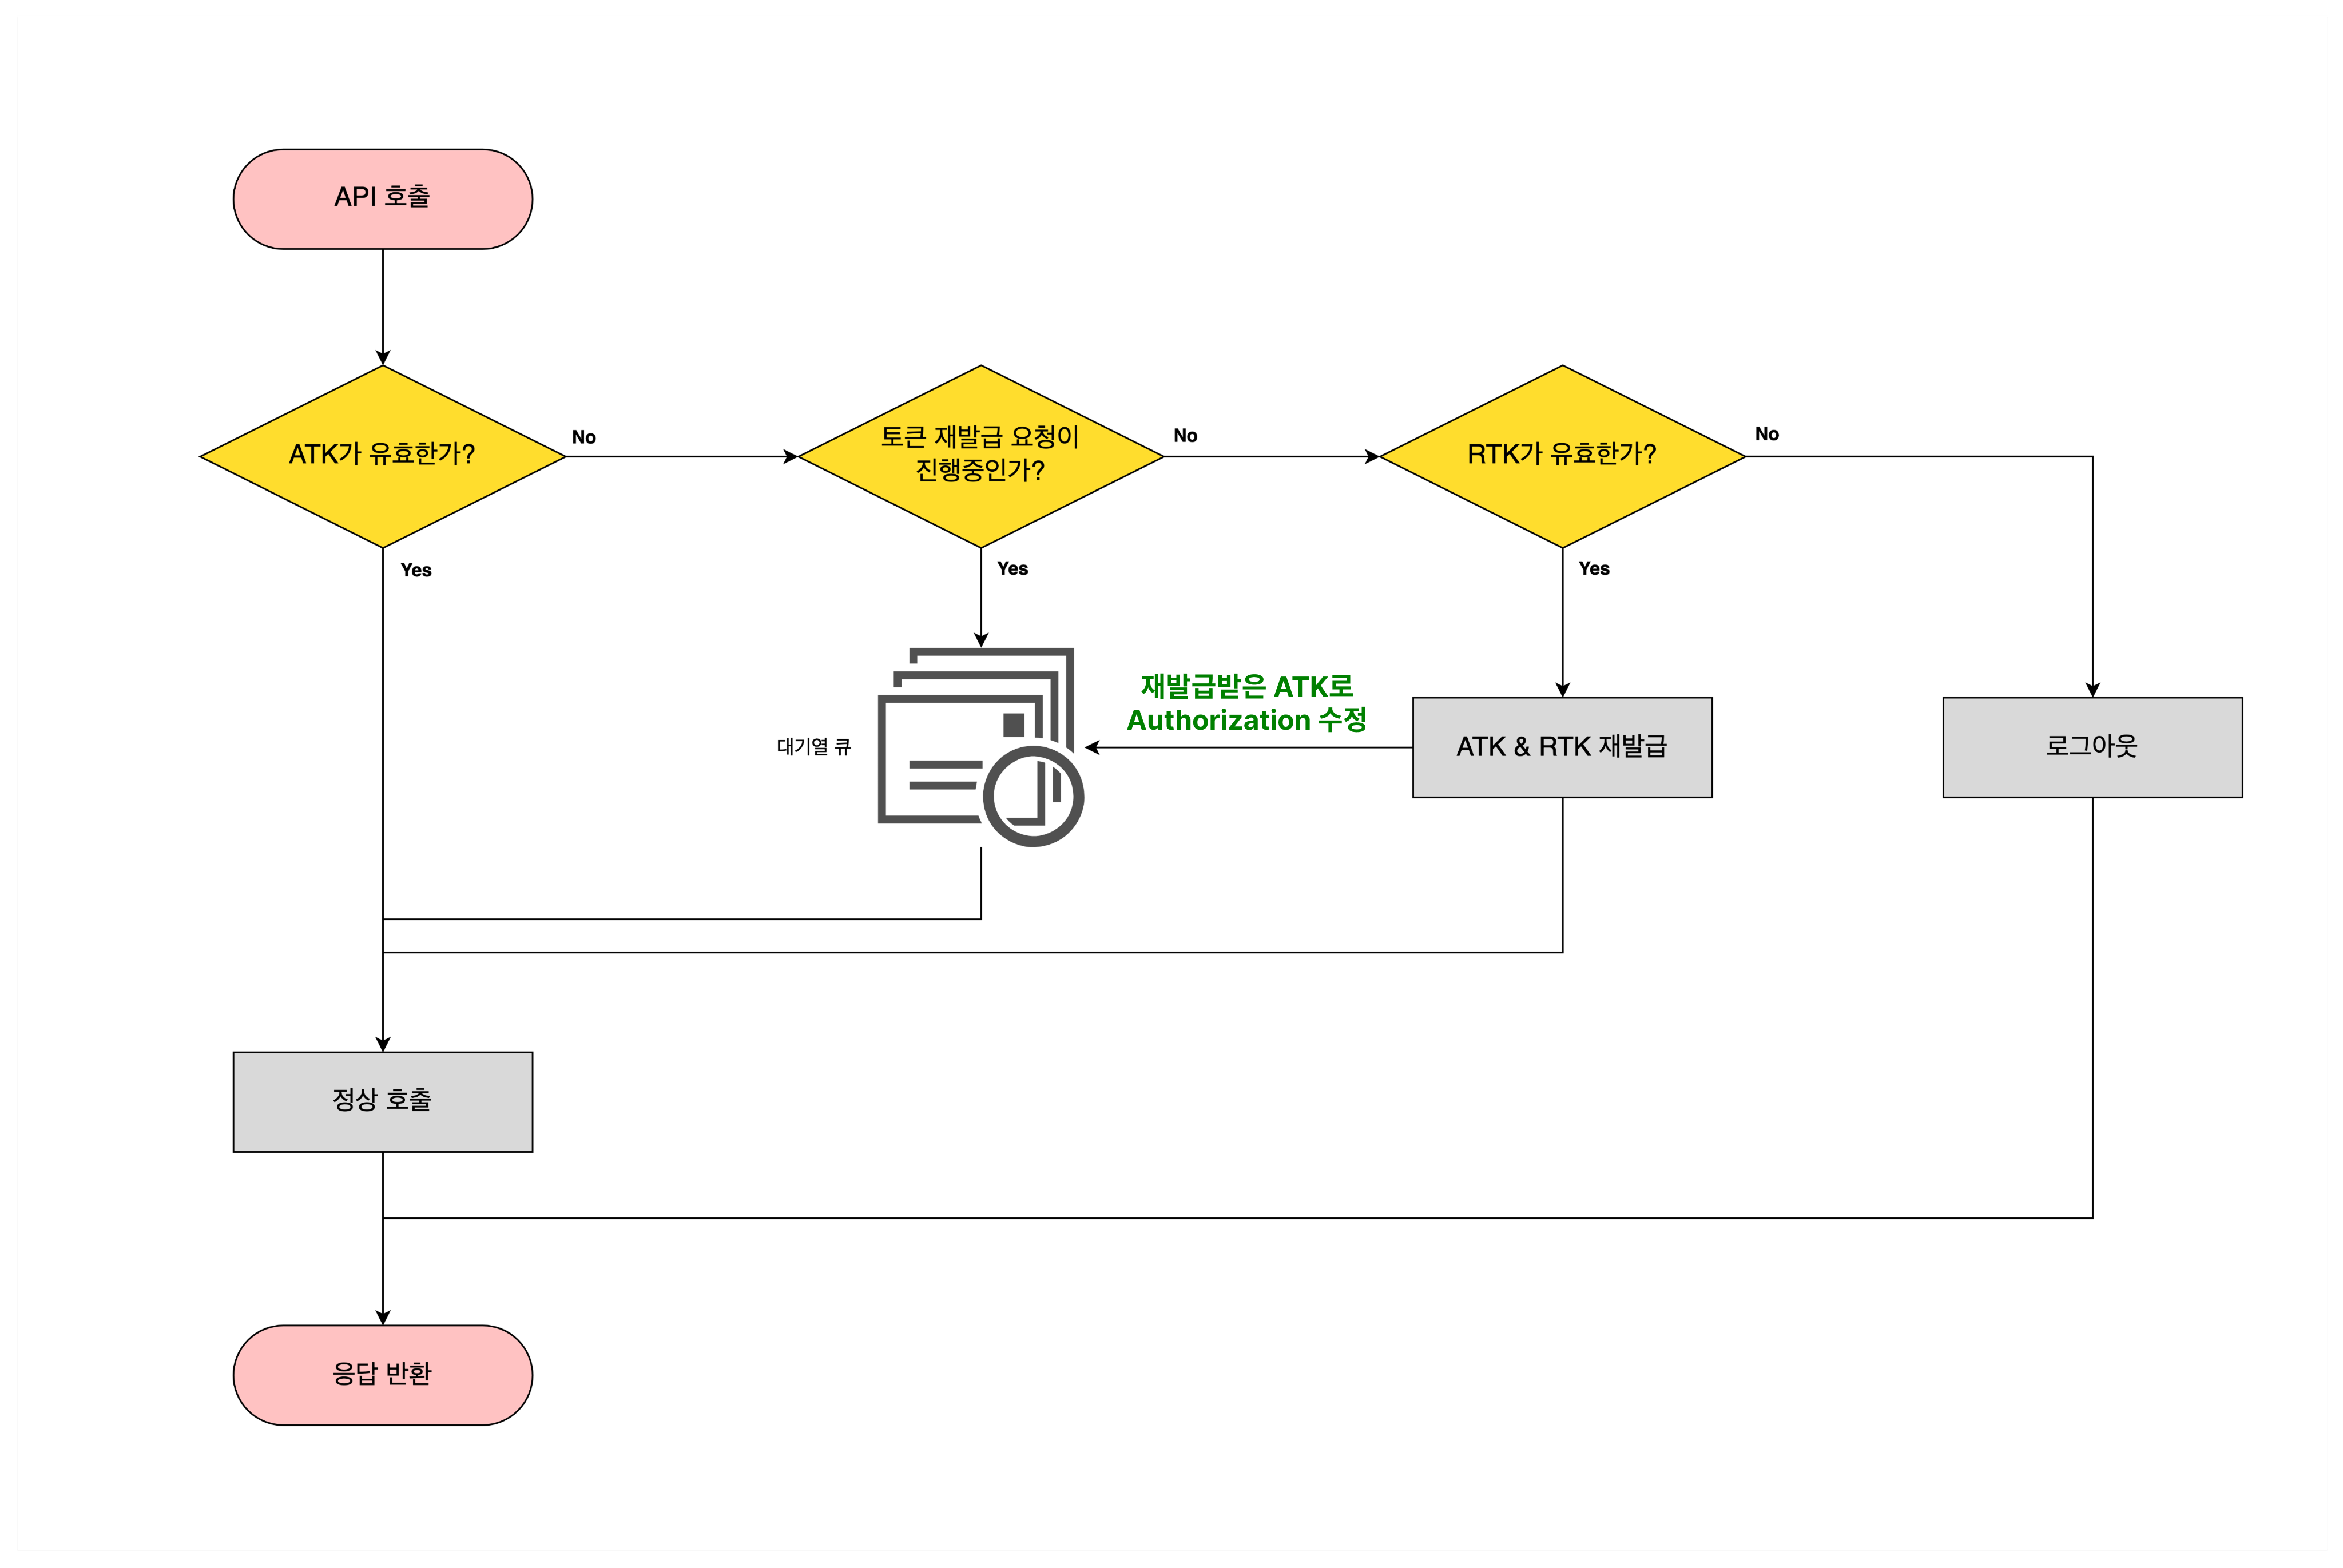 API 호출
ATK가 유효한가?
No
토큰 재발급 요청이
진행중인가?
No
RTK가 유효한가?
No
Yes
Yes
Yes
대기열 큐
재발급받은 ATK로
Authorization 수정
ATK & RTK 재발급
로그아웃
정상 호출
응답 반환